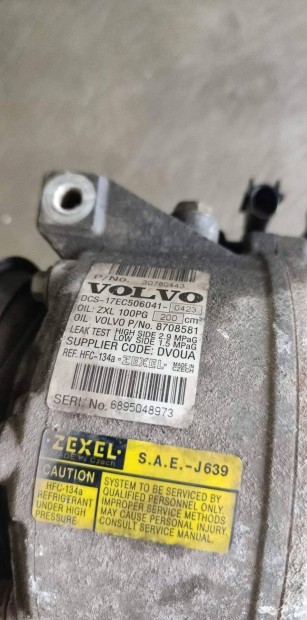 P/No. 30780443
VOLVO
DCS-17EC506041- 0423
OIL: ZXL 100PG 200 cm³
OIL VOLVO P/No. 8708581
LEAK TEST HIGH SIDE 2.9 MPaG
LOW SIDE 1.5 MPaG
SUPPLIER CODE: DV0UA
REF. HFC-134a ZEXEL MADE IN CZECH
SERI. No. 6895048973
ZEXEL
S.A.E.-J639
CAUTION
HFC-134a
REFRIGERANT
UNDER HIGH
PRESSURE
SYSTEM TO BE SERVICED BY
QUALIFIED PERSONNEL ONLY.
IMPROPER SERVICE METHODS
MAY CAUSE PERSONAL INJURY.
CONSULT SERVICE MANUAL.